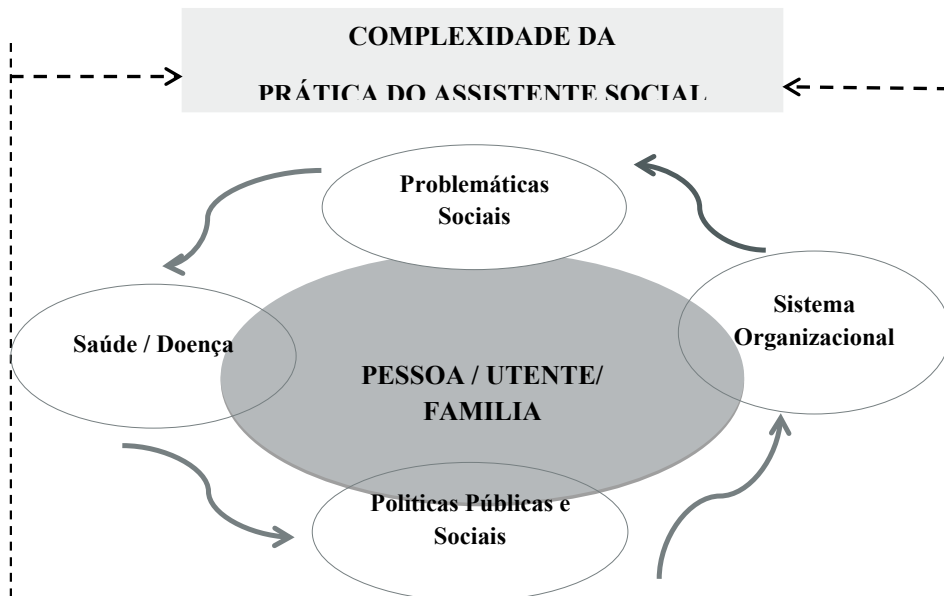 COMPLEXIDADE DA
PRÁTICA DO ASSISTENTE SOCIAL
Problemáticas
Sociais
Saúde / Doença
Sistema
Organizacional
PESSOA / UTENTE/
FAMILIA
Politicas Públicas e
Sociais